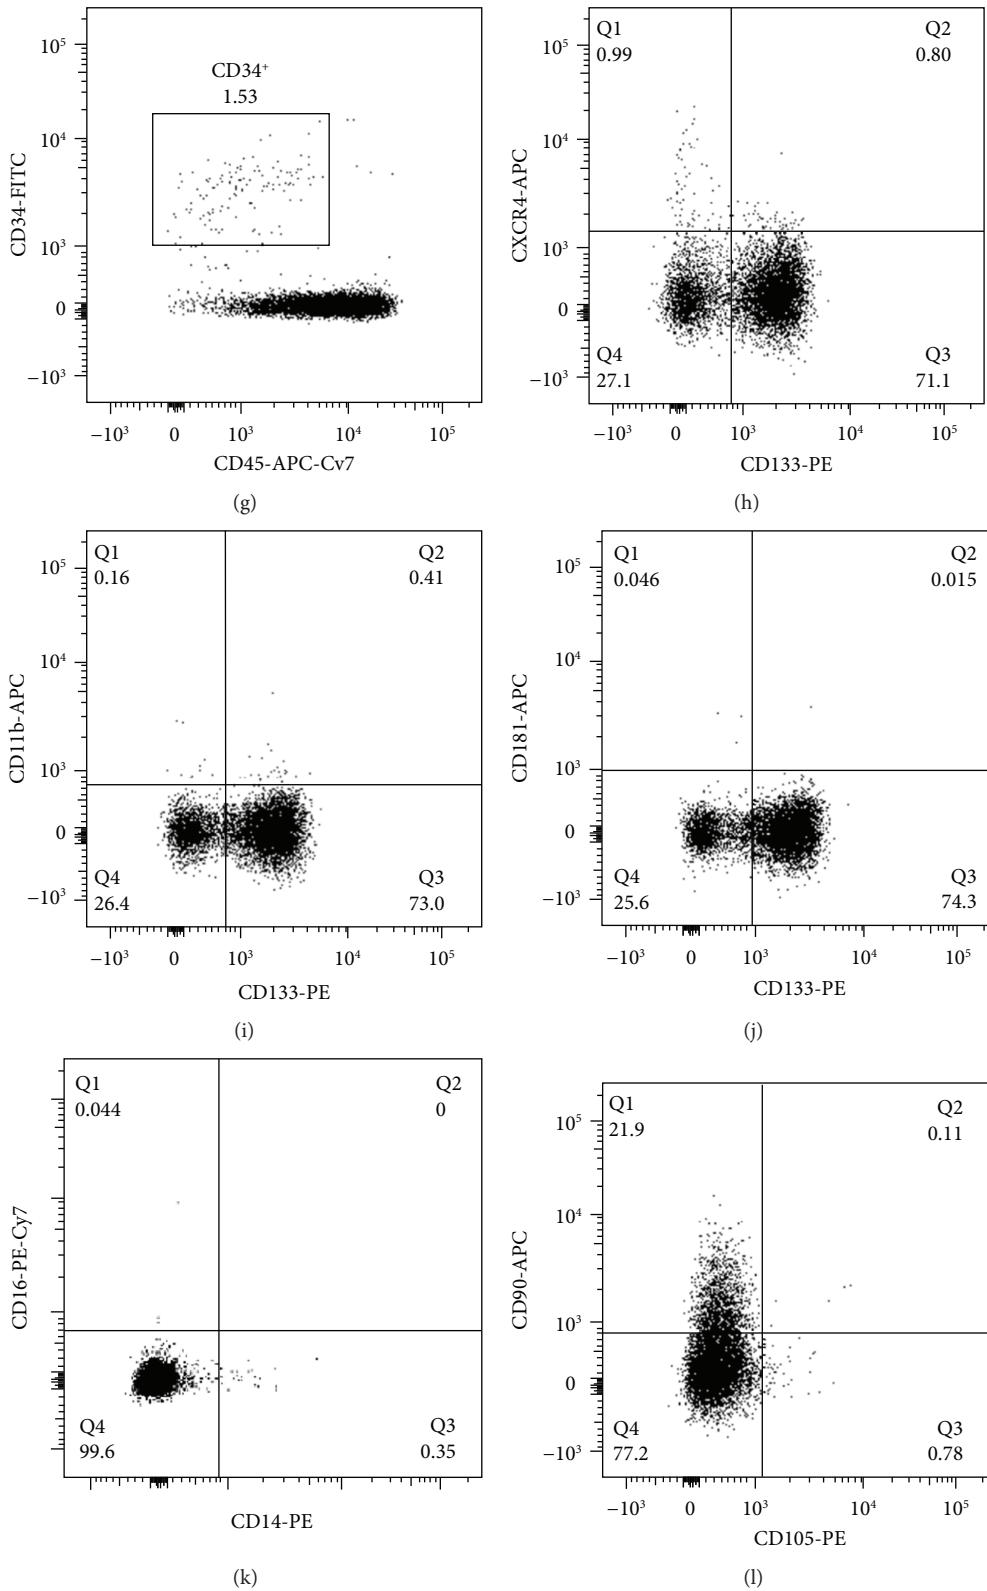 10⁵
CD34⁺
1.53
10⁴
CD34-FITC
10³
0
−10³
−10³ 0 10³ 10⁴ 10⁵
CD45-APC-Cv7
(g)
Q1 Q2
0.99 0.80
10⁵
10⁴
CXCR4-APC
10³
0
Q4 Q3
−10³
27.1 71.1
−10³ 0 10³ 10⁴ 10⁵
CD133-PE
(h)
Q1 Q2
10⁵
0.16 0.41
10⁴
CD11b-APC
10³
0
Q4 Q3
−10³
26.4 73.0
−10³ 0 10³ 10⁴ 10⁵
CD133-PE
(i)
Q1 Q2
10⁵
0.046 0.015
10⁴
CD181-APC
10³
0
Q4 Q3
−10³
25.6 74.3
−10³ 0 10³ 10⁴ 10⁵
CD133-PE
(j)
Q1 Q2
0.044 0
CD16-PE-Cy7
Q4 Q3
99.6 0.35
CD14-PE
(k)
Q1 Q2
10⁵
21.9 0.11
10⁴
CD90-APC
10³
0
Q4 Q3
−10³
77.2 0.78
−10³ 0 10³ 10⁴ 10⁵
CD105-PE
(l)